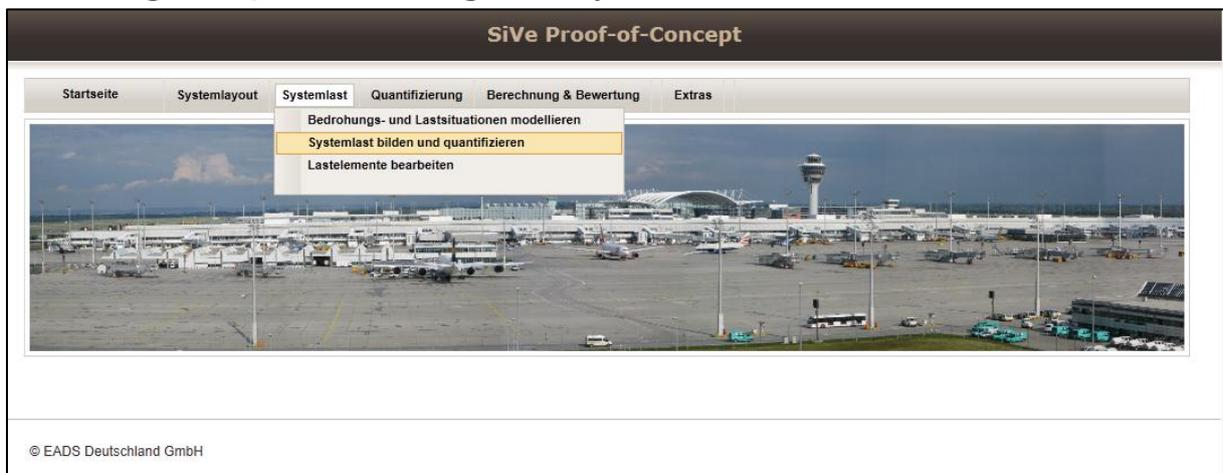 SiVe Proof-of-Concept
Startseite Systemlayout Systemlast Quantifizierung Berechnung & Bewertung Extras
Bedrohungs- und Lastsituationen modellieren
Systemlast bilden und quantifizieren
Lastelemente bearbeiten
© EADS Deutschland GmbH